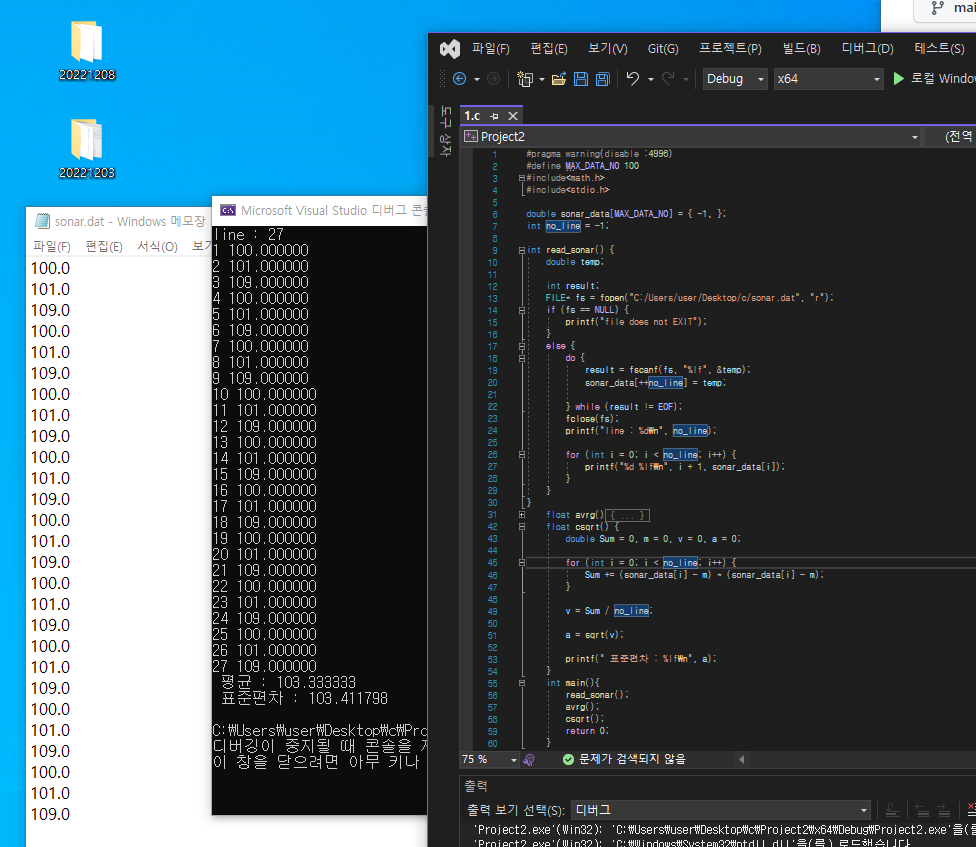 20221208
20221203
sonar.dat - Windows 메모장
파일(F) 편집(E) 서식(O) 보기
100.0
101.0
109.0
100.0
101.0
109.0
100.0
101.0
109.0
100.0
101.0
109.0
100.0
101.0
109.0
100.0
101.0
109.0
100.0
101.0
109.0
100.0
101.0
109.0
100.0
101.0
109.0
Microsoft Visual Studio 디버그 콘솔
line : 27
1 100.000000
2 101.000000
3 109.000000
4 100.000000
5 101.000000
6 109.000000
7 100.000000
8 101.000000
9 109.000000
10 100.000000
11 101.000000
12 109.000000
13 100.000000
14 101.000000
15 109.000000
16 100.000000
17 101.000000
18 109.000000
19 100.000000
20 101.000000
21 109.000000
22 100.000000
23 101.000000
24 109.000000
25 100.000000
26 101.000000
27 109.000000
평균 : 103.333333
표준편차 : 103.411798
C:₩Users₩user₩Desktop₩c₩Pro
디버깅이 중지될 때 콘솔을
이 창을 닫으려면 아무 키나
mai
파일(F) 편집(E) 보기(V) Git(G) 프로젝트(P) 빌드(B) 디버그(D) 테스트(S)
Debug x64 로컬 Window
도구 상자
1.c
Project2 (전역
1 #pragma warning(disable :4996)
2 #define MAX_DATA_NO 100
3 #include<math.h>
4 #include<stdio.h>
5
6 double sonar_data[MAX_DATA_NO] = { -1, };
7 int no_line = -1;
8
9 int read_sonar() {
10 double temp;
11
12 int result;
13 FILE* fs = fopen("C:/Users/user/Desktop/c/sonar.dat", "r");
14 if (fs == NULL) {
15 printf("file does not EXIT");
16 }
17 else {
18 do {
19 result = fscanf(fs, "%lf", &temp);
20 sonar_data[++no_line] = temp;
21
22 } while (result != EOF);
23 fclose(fs);
24 printf("line : %d₩n", no_line);
25
26 for (int i = 0; i < no_line; i++) {
27 printf("%d %lf₩n", i + 1, sonar_data[i]);
28 }
29 }
30 }
31 float avrg() { ... }
42 float csqrt() {
43 double Sum = 0, m = 0, v = 0, a = 0;
44
45 for (int i = 0; i < no_line; i++) {
46 Sum += (sonar_data[i] - m) * (sonar_data[i] - m);
47 }
48
49 v = Sum / no_line;
50
51 a = sqrt(v);
52
53 printf(" 표준편차 : %lf₩n", a);
54 }
55 int main(){
56 read_sonar();
57 avrg();
58 csqrt();
59 return 0;
60 }
75 % 문제가 검색되지 않음
출력
출력 보기 선택(S): 디버그
'Project2.exe'(Win32): 'C:₩Users₩user₩Desktop₩c₩Project2₩x64₩Debug₩Project2.exe'을(를
'Project2.exe'(Win32): 'C:₩Windows₩System32₩ntdll.dll'을(를) 로드했습니다